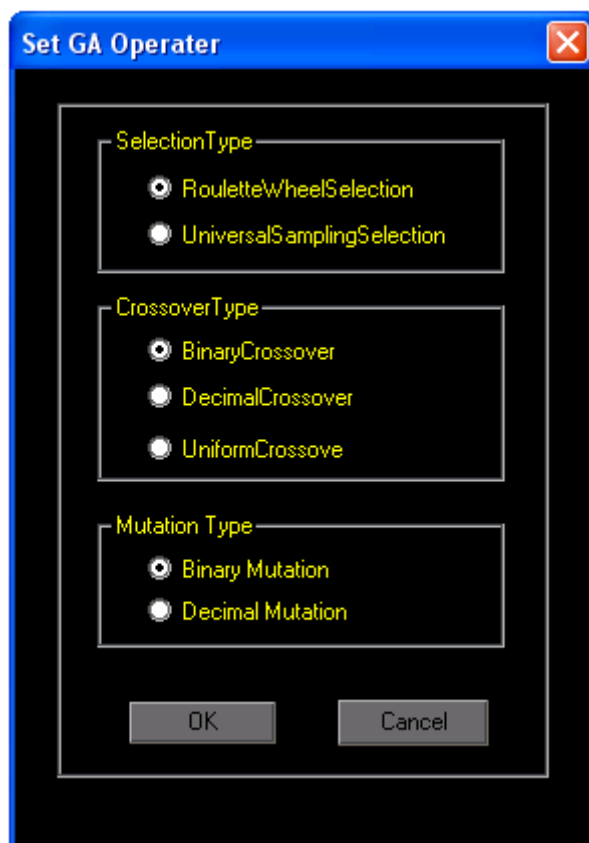 Set GA Operater
SelectionType
RouletteWheelSelection
UniversalSamplingSelection
CrossoverType
BinaryCrossover
DecimalCrossover
UniformCrossove
Mutation Type
Binary Mutation
Decimal Mutation
OK
Cancel